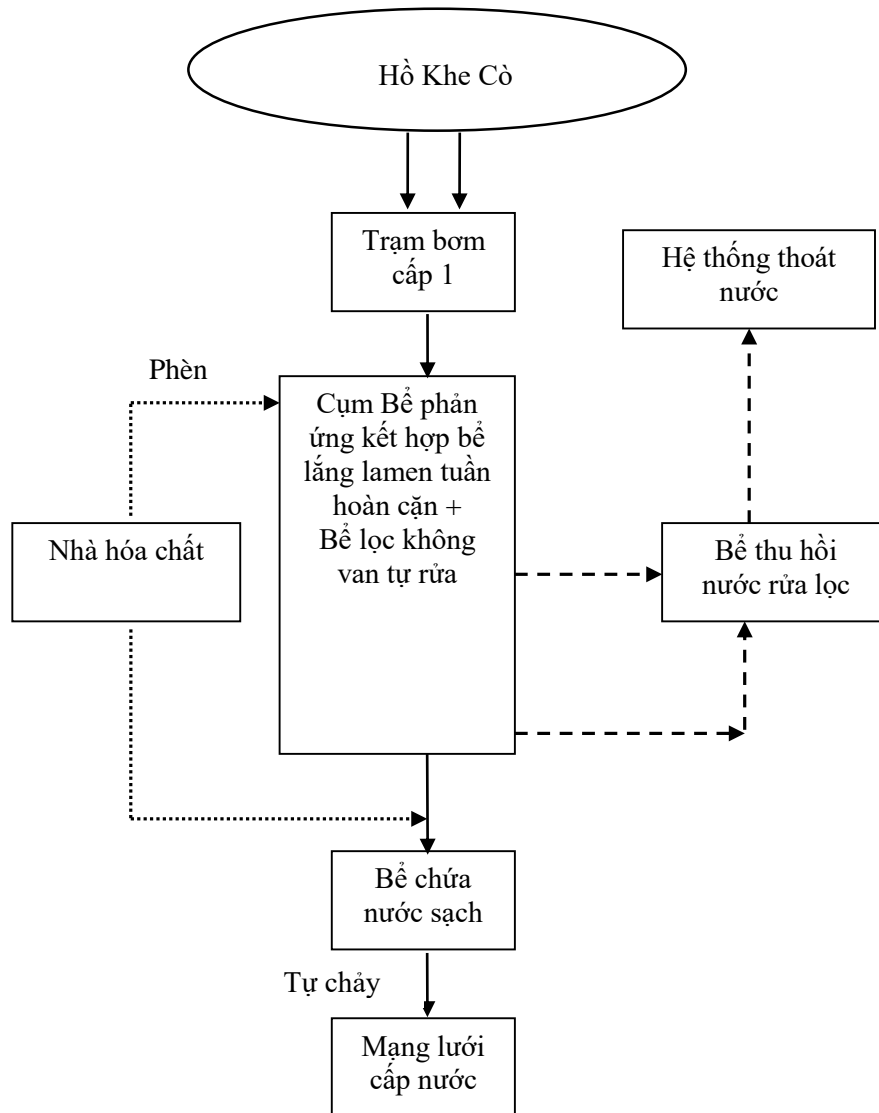 Hồ Khe Cò
Trạm bơm
cấp 1
Hệ thống thoát
nước
Phèn
Cụm Bể phản
ứng kết hợp bể
lắng lamen tuần
hoàn cặn +
Bể lọc không
van tự rửa
Nhà hóa chất
Bể thu hồi
nước rửa lọc
Bể chứa
nước sạch
Tự chảy
Mạng lưới
cấp nước